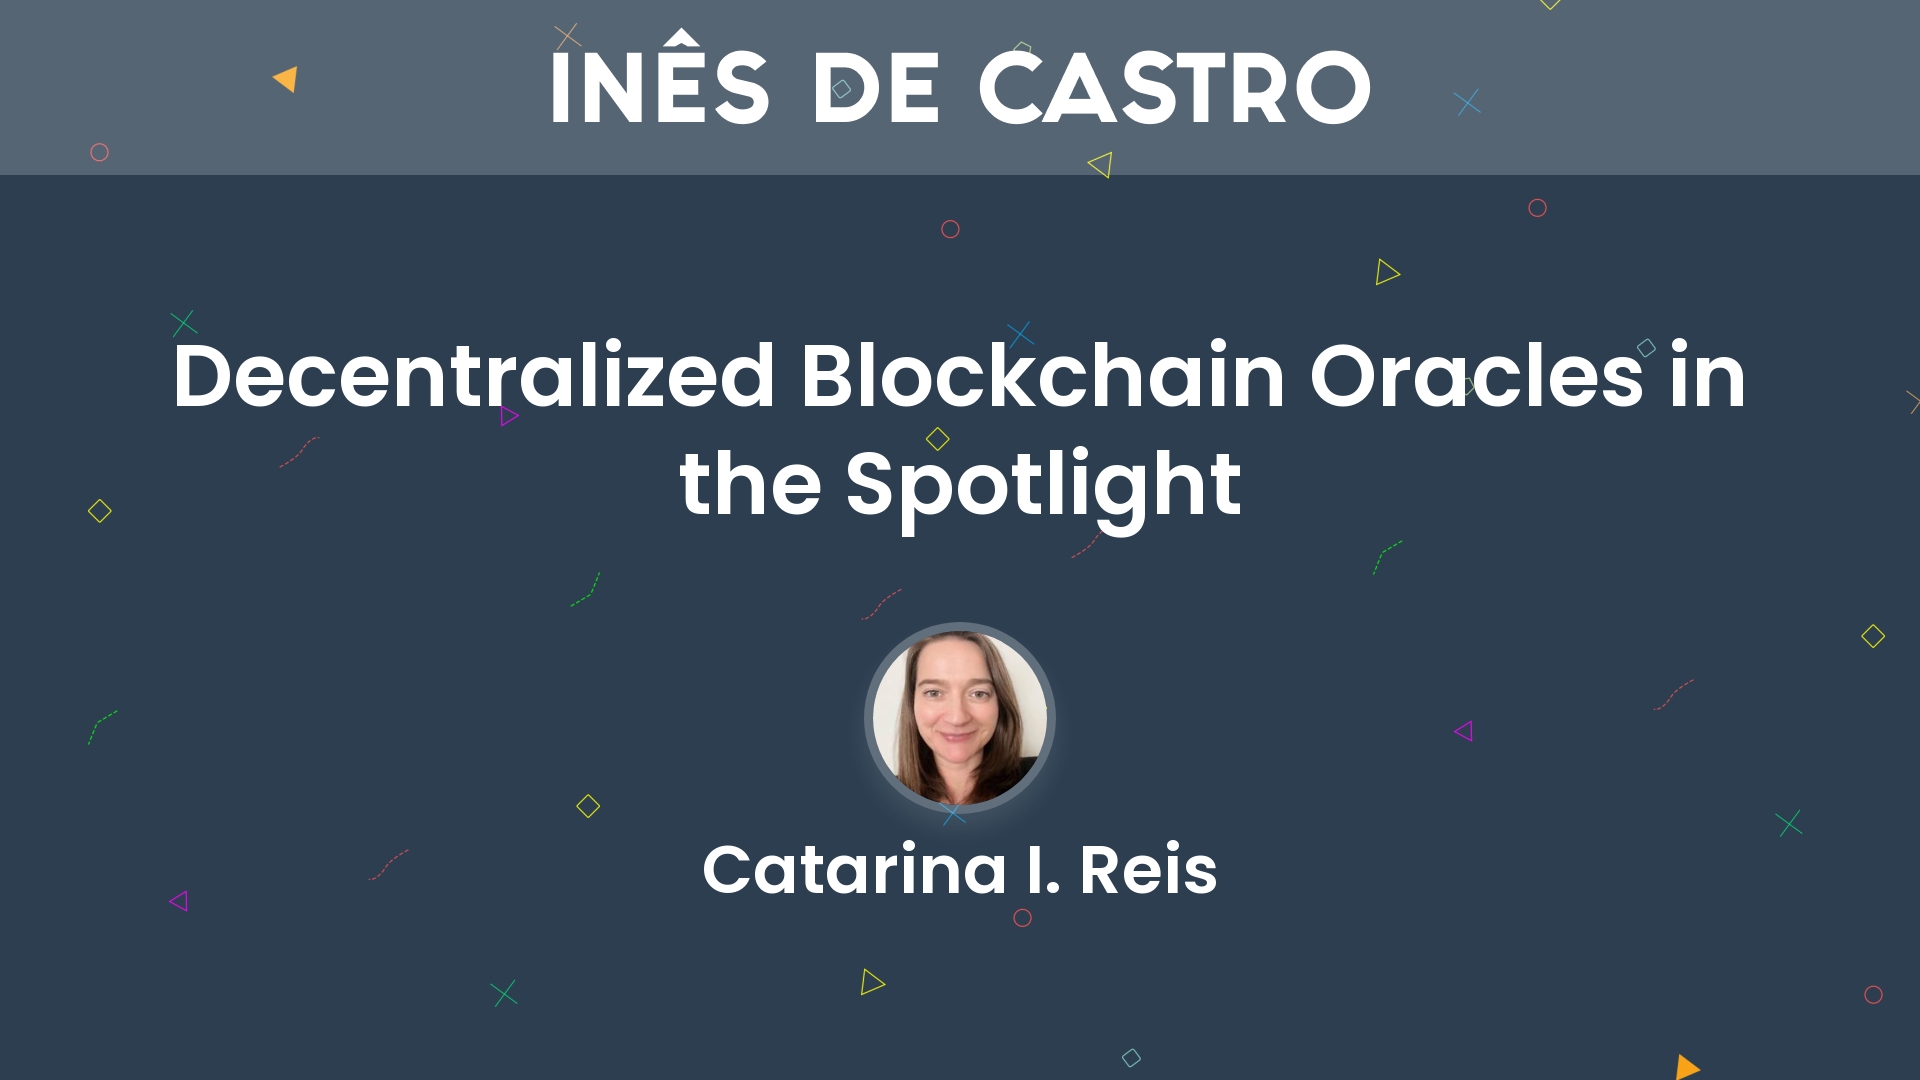 INÊS DE CASTRO
Decentralized Blockchain Oracles in
the Spotlight
Catarina I. Reis